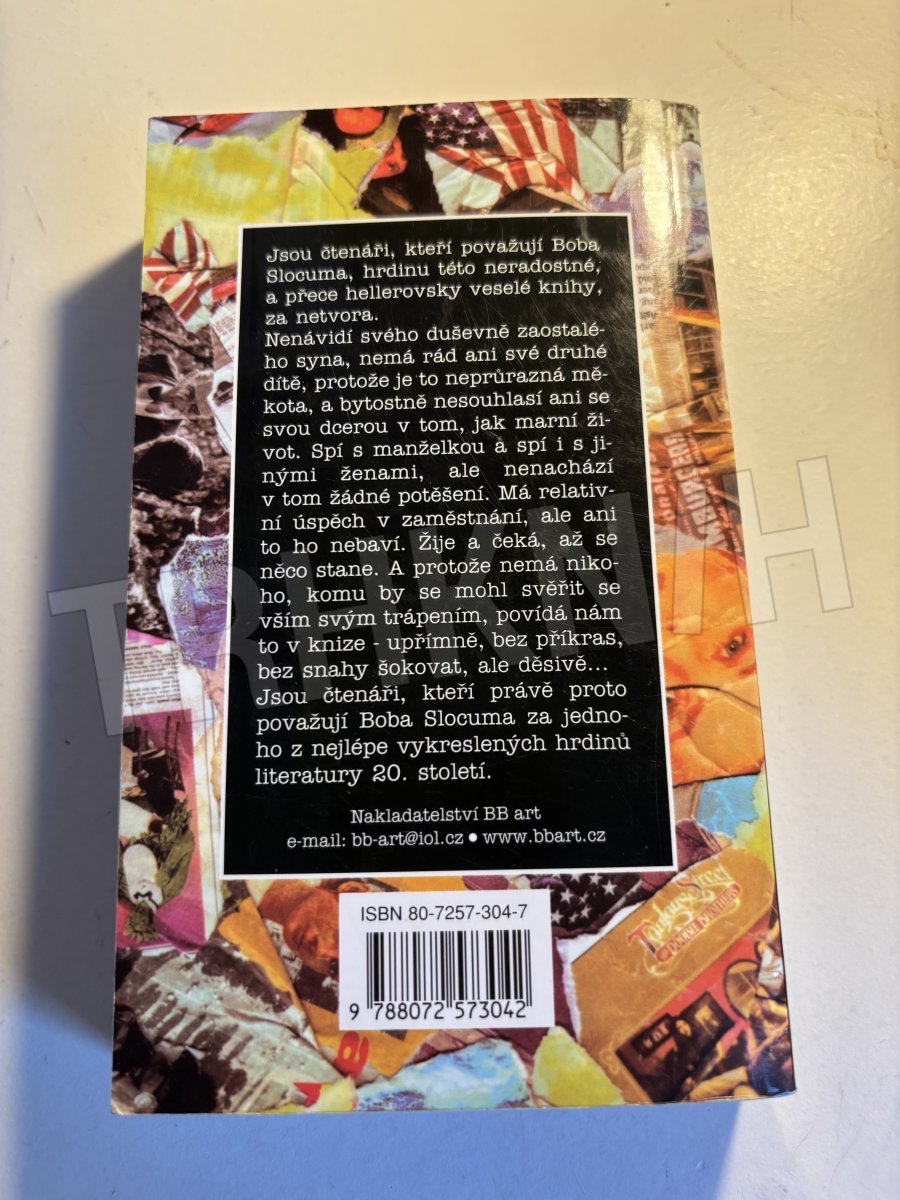 Jsou čtenáři, kteří považují Boba
Slocuma, hrdinu této neradostné,
a přece hellerovsky veselé knihy,
za netvora.
Nenávidí svého duševně zaostalé-
ho syna, nemá rád ani své druhé
dítě, protože je to neprůrazná mě-
kota, a bytostně nesouhlasí ani se
svou dcerou v tom, jak marní ži-
vot. Spí s manželkou a spí i s ji-
nými ženami, ale nenachází
v tom žádné potěšení. Má relativ-
ní úspěch v zaměstnání, ale ani
to ho nebaví. Žije a čeká, až se
něco stane. A protože nemá niko-
ho, komu by se mohl svěřit se
vším svým trápením, povídá nám
to v knize - upřímně, bez příkras,
bez snahy šokovat, ale děsivě...
Jsou čtenáři, kteří právě proto
považují Boba Slocuma za jedno-
ho z nejlépe vykreslených hrdinů
literatury 20. století.
Nakladatelství BB art
e-mail: bb-art@iol.cz • www.bbart.cz
ISBN 80-7257-304-7
9 788072 573042